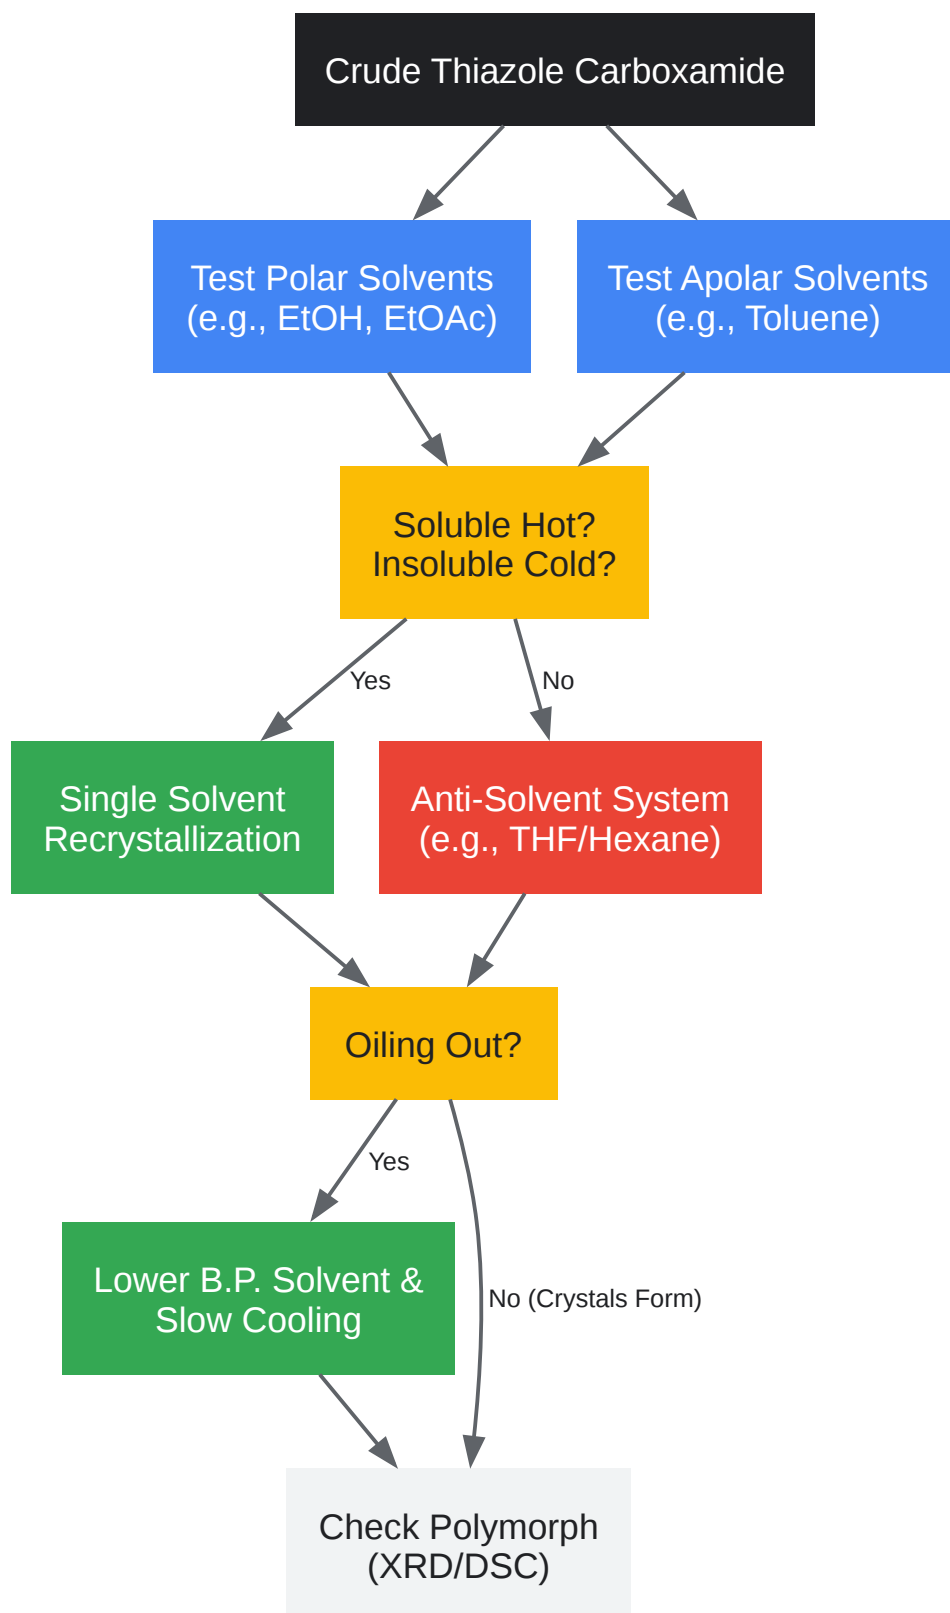 Crude Thiazole Carboxamide
Test Polar Solvents
(e.g., EtOH, EtOAc)
Test Apolar Solvents
(e.g., Toluene)
Soluble Hot?
Insoluble Cold?
Yes
No
Single Solvent
Recrystallization
Anti-Solvent System
(e.g., THF/Hexane)
Oiling Out?
Yes
Lower B.P. Solvent &
Slow Cooling
No (Crystals Form)
Check Polymorph
(XRD/DSC)